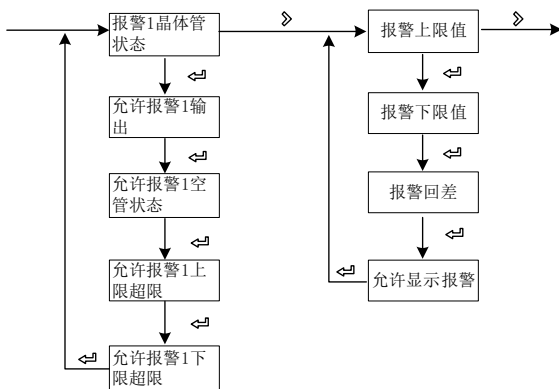 报警1晶体管
状态
允许报警1输
出
允许报警1空
管状态
允许报警1上
限超限
允许报警1下
限超限
报警上限值
报警下限值
报警回差
允许显示报警